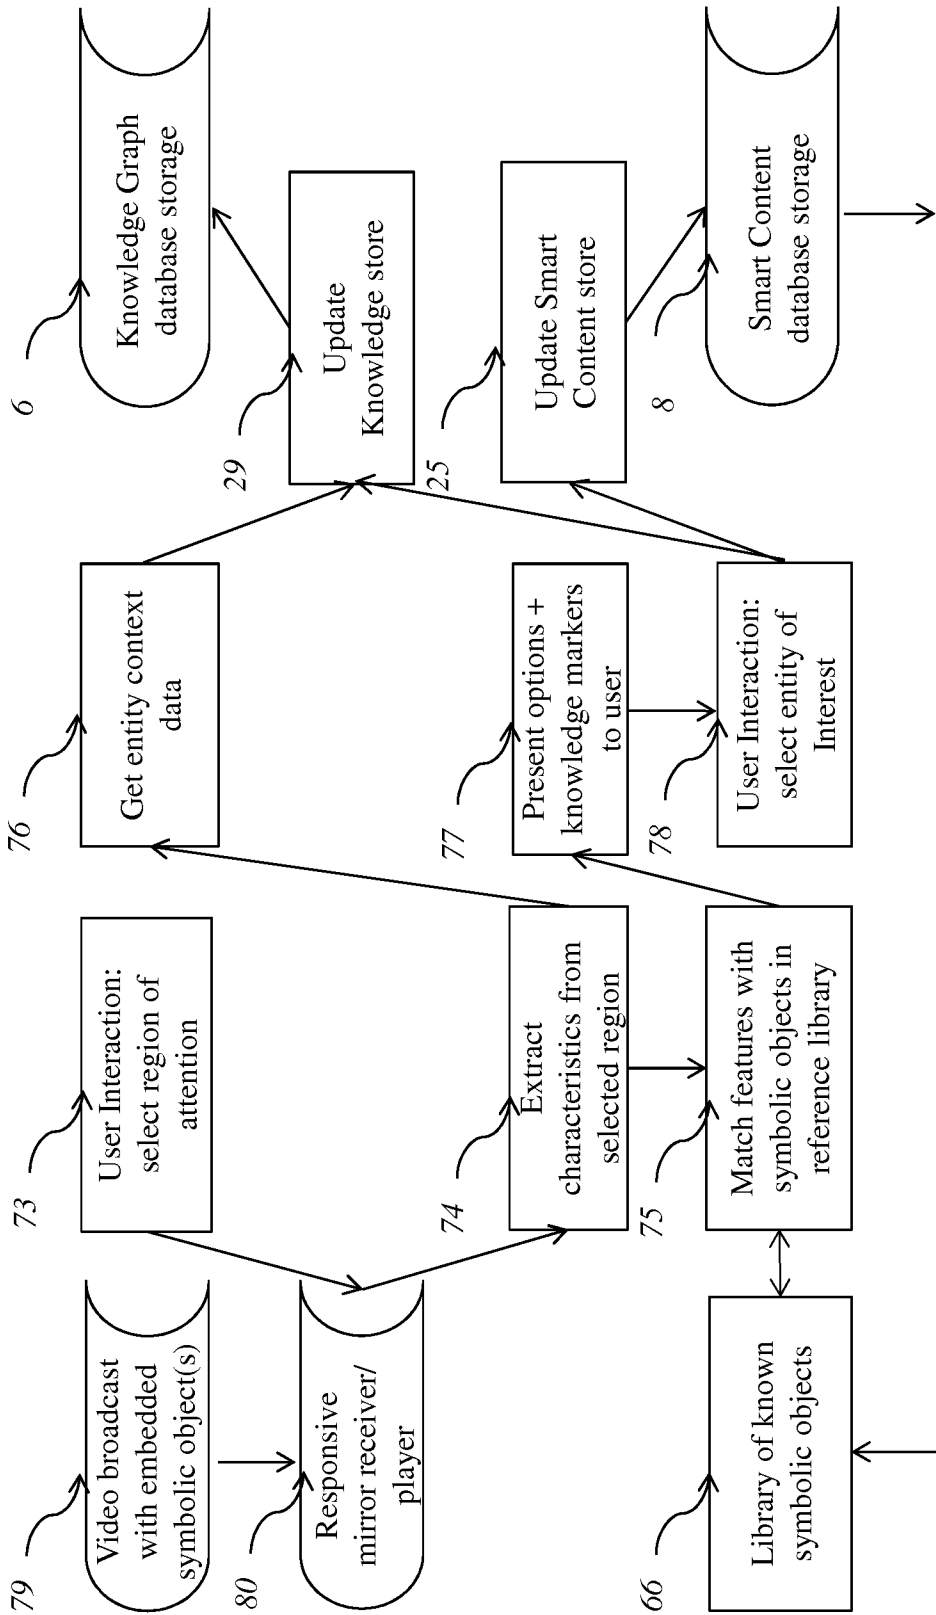 79
Video broadcast
with embedded
symbolic object(s)
73
User Interaction:
select region of
attention
76
Get entity context
data
6
Knowledge Graph
database storage
80
Responsive
mirror receiver/
player
29
Update
Knowledge store
74
Extract
characteristics from
selected region
77
Present options +
knowledge markers
to user
25
Update Smart
Content store
66
Library of known
symbolic objects
75
Match features with
symbolic objects in
reference library
78
User Interaction:
select entity of
Interest
8
Smart Content
database storage